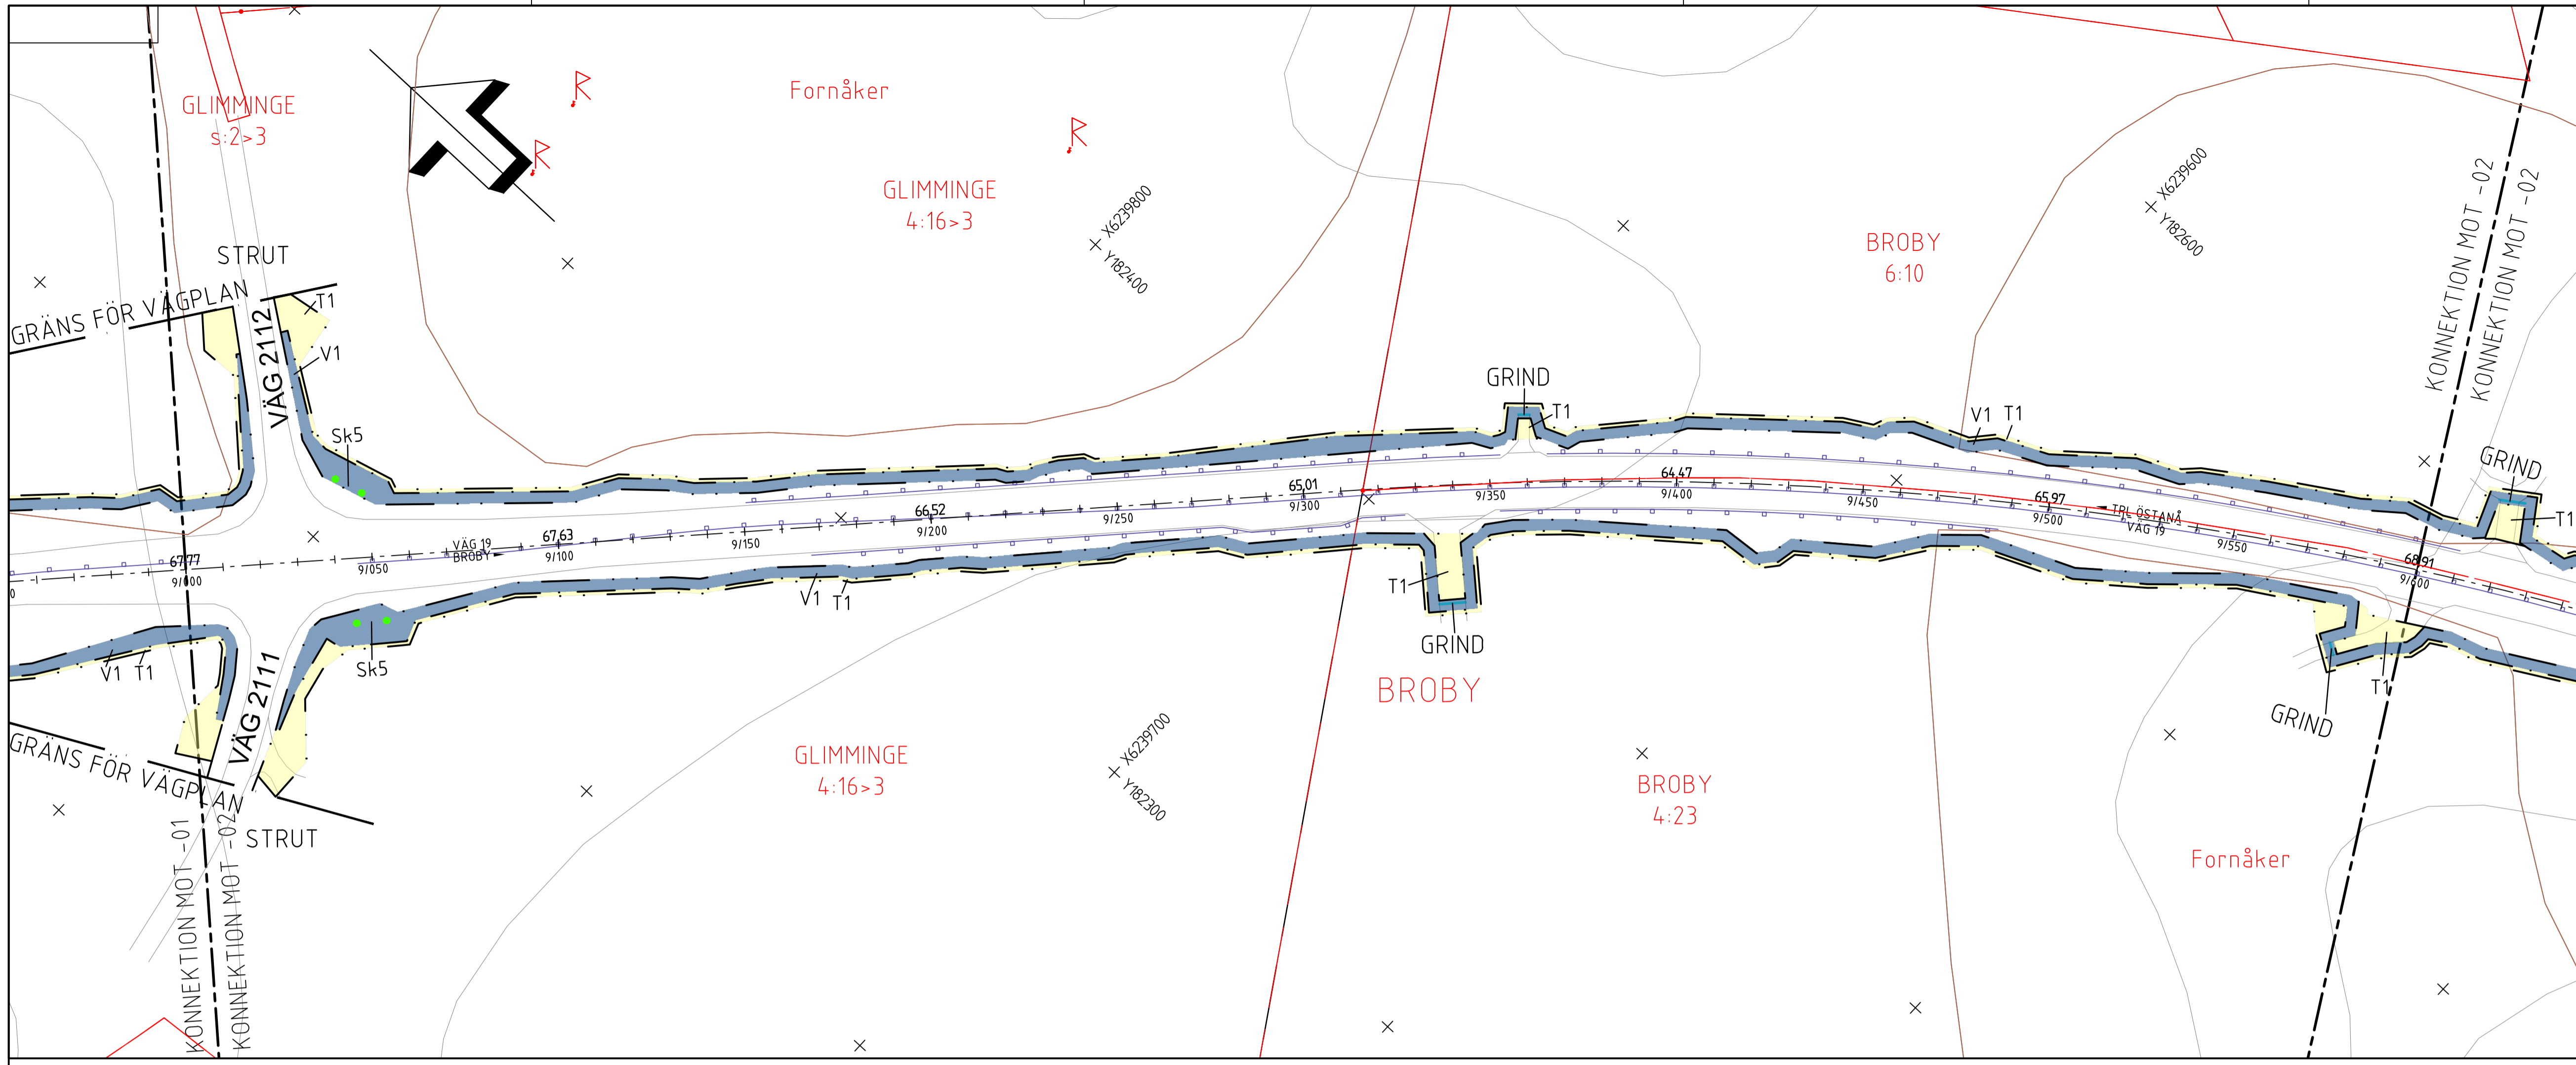 GLIMMINGE
s:2>3
R
R
Fornåker
R
GLIMMINGE
4:16>3
X6239800
Y182400
BROBY
6:10
X6239600
Y182600
KONNEKTION MOT -02
KONNEKTION MOT -02
STRUT
GRÄNS FÖR VÄGPLAN
T1
V1
VÄG 2112
Sk5
GRIND
T1
V1
T1
GRIND
T1
67,77
9/000
9/050
VÄG 19
BROBY
67,63
9/100
9/150
66,52
9/200
9/250
65,01
9/300
9/350
64,47
9/400
9/450
65,97
9/500
TRL ÖSTANÅ
VÄG 19
9/550
68,91
9/600
0
V1
T1
V1
T1
T1
GRIND
Sk5
VÄG 2111
GRÄNS FÖR VÄGPLAN
STRUT
T1
GRIND
BROBY
GLIMMINGE
4:16>3
X6239700
Y182300
BROBY
4:23
Fornåker
KONNEKTION MOT -01
KONNEKTION MOT -02